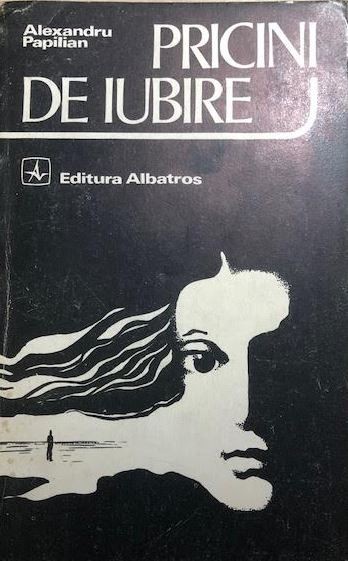 Alexandru
Papilian
PRICINI
DE IUBIRE
Editura Albatros